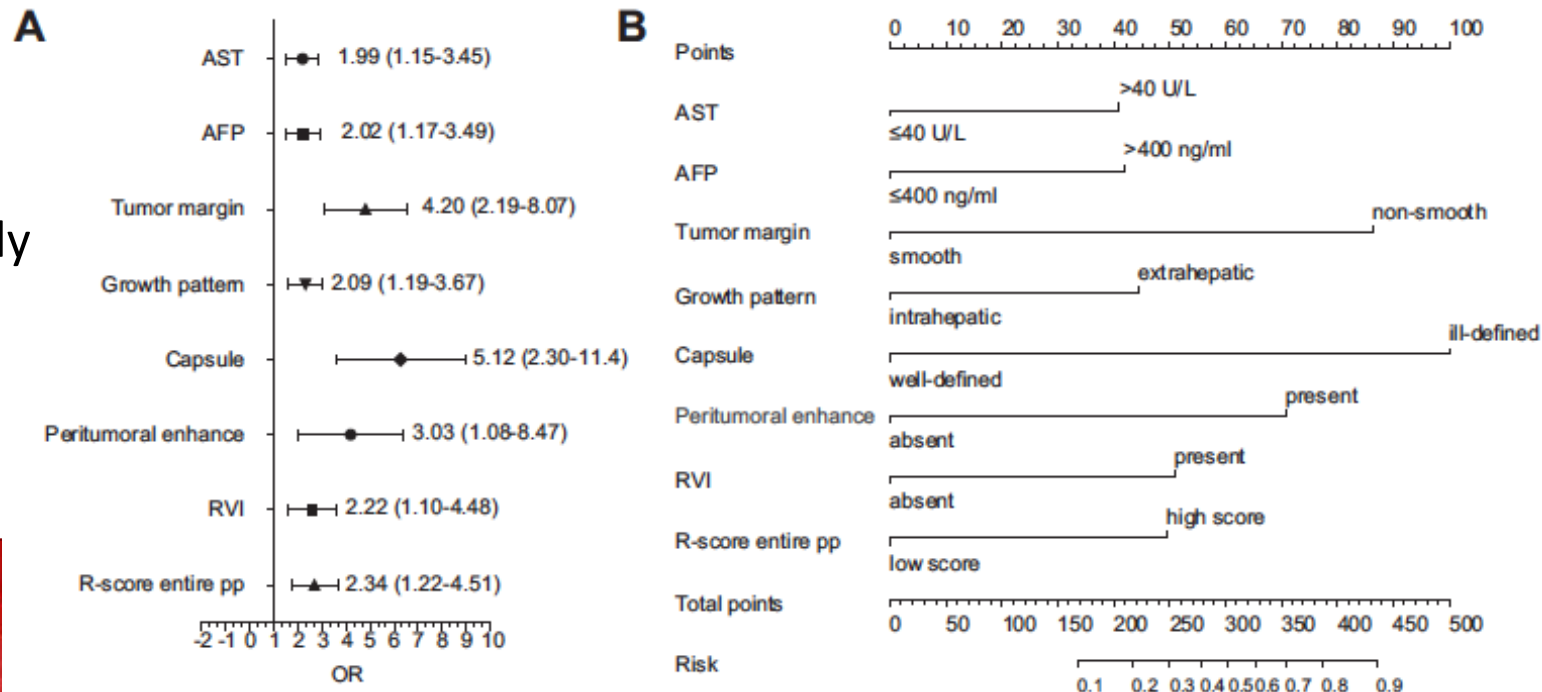 A
AST 1.99 (1.15-3.45)
AFP 2.02 (1.17-3.49)
Tumor margin 4.20 (2.19-8.07)
ly
Growth pattern 2.09 (1.19-3.67)
Capsule 5.12 (2.30-11.4)
Peritumoral enhance 3.03 (1.08-8.47)
RVI 2.22 (1.10-4.48)
R-score entire pp 2.34 (1.22-4.51)
-2 -1 0 1 2 3 4 5 6 7 8 9 10
OR
B
0 10 20 30 40 50 60 70 80 90 100
Points
>40 U/L
AST
≤40 U/L
>400 ng/ml
AFP
≤400 ng/ml
non-smooth
Tumor margin
smooth
extrahepatic
Growth pattern
intrahepatic
ill-defined
Capsule
well-defined
present
Peritumoral enhance
absent
present
RVI
absent
high score
R-score entire pp
low score
Total points
0 50 100 150 200 250 300 350 400 450 500
Risk
0.1 0.2 0.3 0.4 0.5 0.6 0.7 0.8 0.9